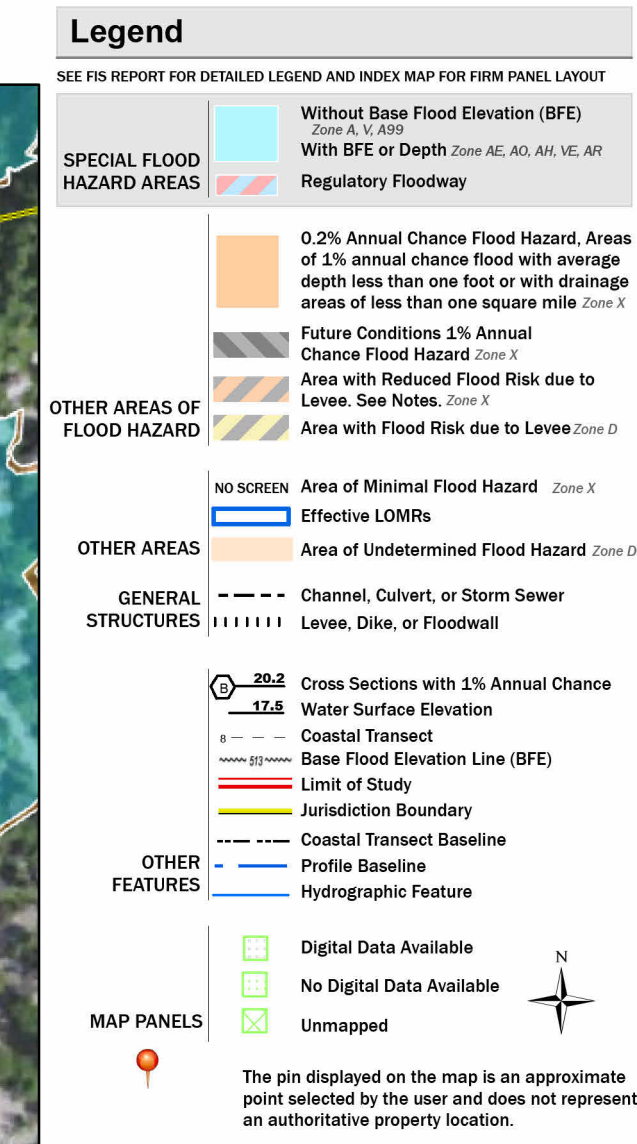 Legend
SEE FIS REPORT FOR DETAILED LEGEND AND INDEX MAP FOR FIRM PANEL LAYOUT
SPECIAL FLOOD
HAZARD AREAS
Without Base Flood Elevation (BFE)
Zone A, V, A99
With BFE or Depth Zone AE, AO, AH, VE, AR
Regulatory Floodway
OTHER AREAS OF
FLOOD HAZARD
0.2% Annual Chance Flood Hazard, Areas
of 1% annual chance flood with average
depth less than one foot or with drainage
areas of less than one square mile Zone X
Future Conditions 1% Annual
Chance Flood Hazard Zone X
Area with Reduced Flood Risk due to
Levee. See Notes. Zone X
Area with Flood Risk due to Levee Zone D
OTHER AREAS
NO SCREEN Area of Minimal Flood Hazard Zone X
Effective LOMRs
Area of Undetermined Flood Hazard Zone D
GENERAL
STRUCTURES
Channel, Culvert, or Storm Sewer
Levee, Dike, or Floodwall
OTHER
FEATURES
B 20.2 Cross Sections with 1% Annual Chance
17.5 Water Surface Elevation
8 Coastal Transect
513 Base Flood Elevation Line (BFE)
Limit of Study
Jurisdiction Boundary
Coastal Transect Baseline
Profile Baseline
Hydrographic Feature
MAP PANELS
Digital Data Available
No Digital Data Available
Unmapped
N
The pin displayed on the map is an approximate
point selected by the user and does not represent
an authoritative property location.